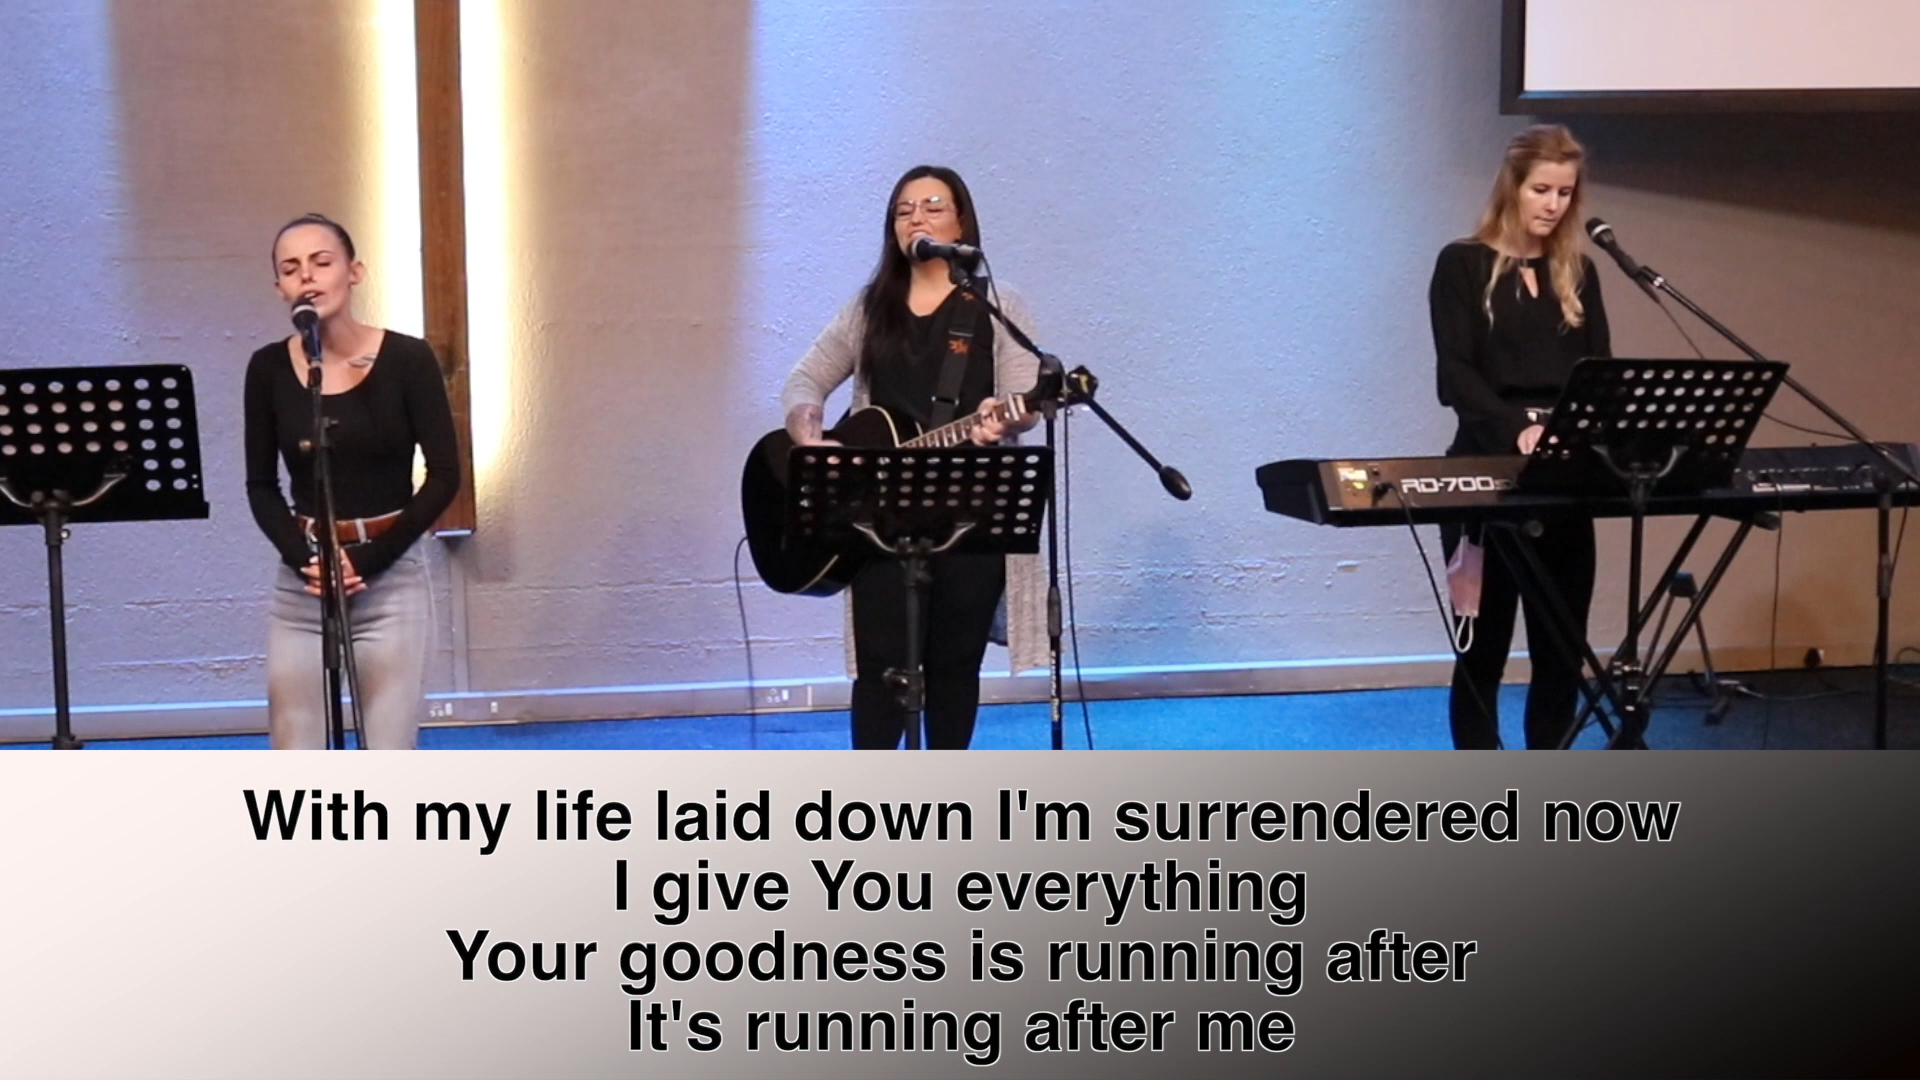 RD-700
With my life laid down I'm surrendered now
I give You everything
Your goodness is running after
It's running after me